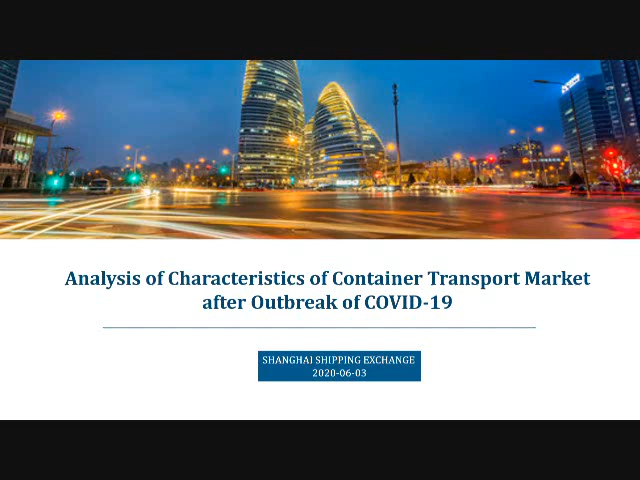 Analysis of Characteristics of Container Transport Market
after Outbreak of COVID-19
SHANGHAI SHIPPING EXCHANGE
2020-06-03